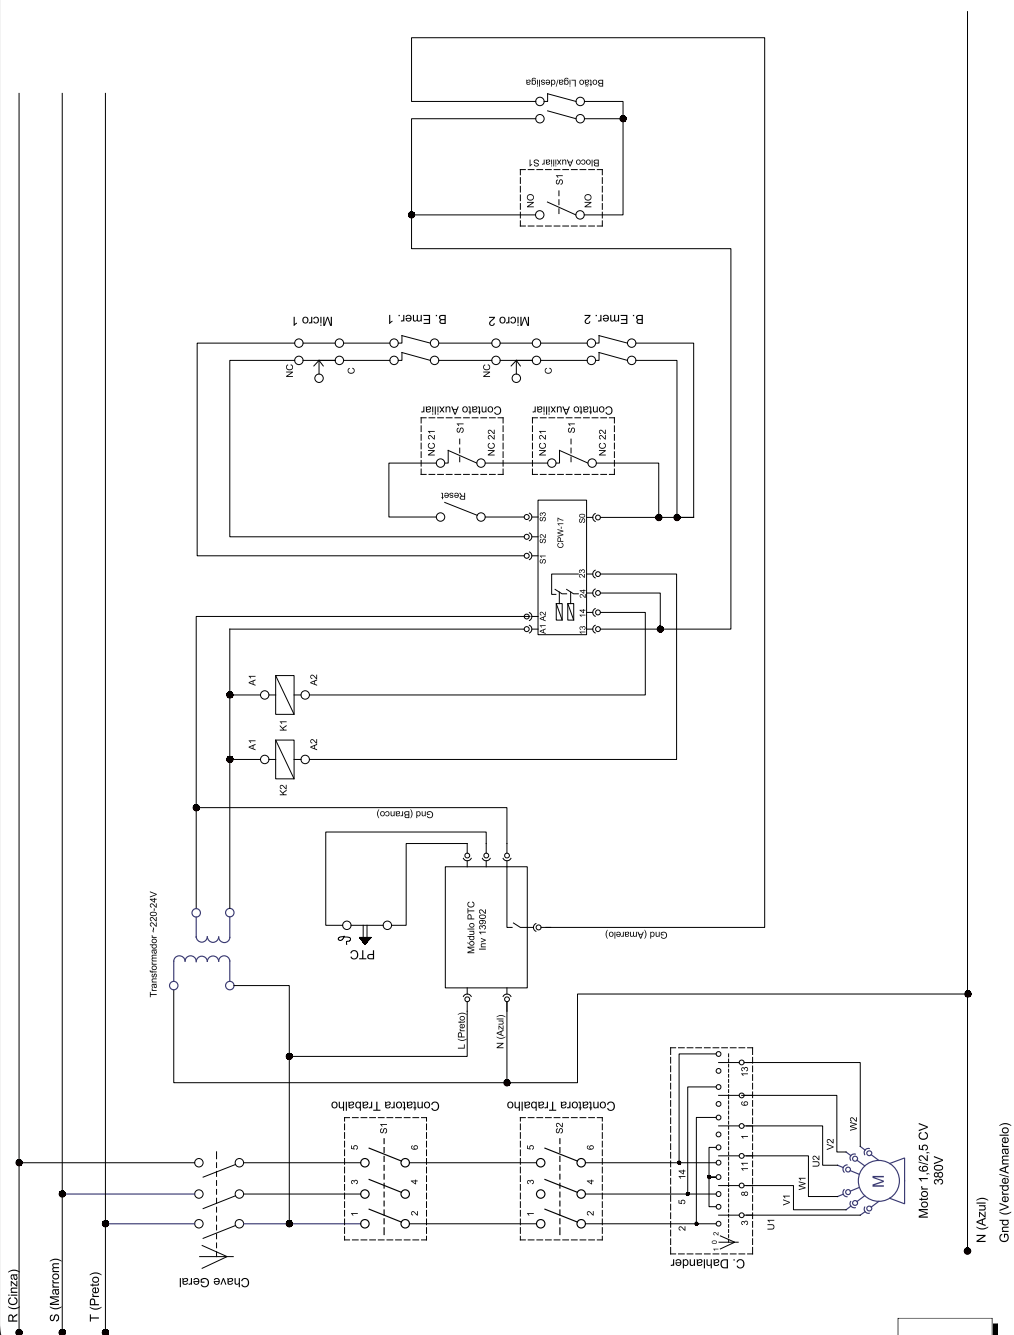 Botão Liga/desliga
Bloco Auxiliar S1
S1
NO
NO
Micro 1
B. Emer. 1
Micro 2
B. Emer. 2
NC
C
NC
C
Contato Auxiliar
Contato Auxiliar
NC 21
S1
NC 22
NC 21
S1
NC 22
Reset
S3
S2
S1
A2
A1
CPW-17
S0
23
24
14
13
A1
A2
K1
A1
A2
K2
Gnd (Branco)
Transformador ~220-24V
PTC
Módulo PTC
Inv 13902
Gnd (Amarelo)
L (Preto)
N (Azul)
Contatora Trabalho
Contatora Trabalho
S1
5
6
3
4
1
2
S2
5
6
3
4
1
2
Chave Geral
C. Dahlander
1 0 2
14
5
2
13
6
1
11
8
3
W2
V2
U2
W1
V1
U1
M
Motor 1,6/2,5 CV
380V
R (Cinza)
S (Marrom)
T (Preto)
N (Azul)
Gnd (Verde/Amarelo)